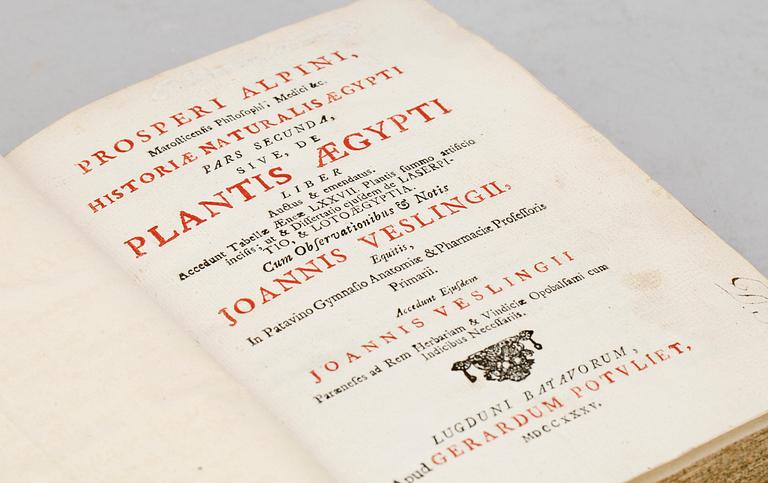 PROSPERI ALPINI,
Marosticensis Philosophi, Medici &c.
HISTORIÆ NATURALIS ÆGYPTI
PARS SECUNDA,
SIVE, DE
PLANTIS ÆGYPTI
LIBER
Auctus & emendatus.
Accedunt Tabellæ Æneæ LXXVII. Plantis summo artificio
incisis; ut & Dissertatio ejusdem de LASERPI-
TIO, & LOTO ÆGYPTIA.
Cum Observationibus & Notis
JOANNIS VESLINGII,
Equitis,
In Patavino Gymnasio Anatomiæ & Pharmaciæ Professoris
Primarii.
Accedunt Ejusdem
JOANNIS VESLINGII
Paræneses ad Rem Herbariam & Vindiciæ Opobalsami cum
Indicibus Necessariis.
LUGDUNI BATAVORUM,
Apud GERARDUM POTVLIET,
MDCCXXXV.